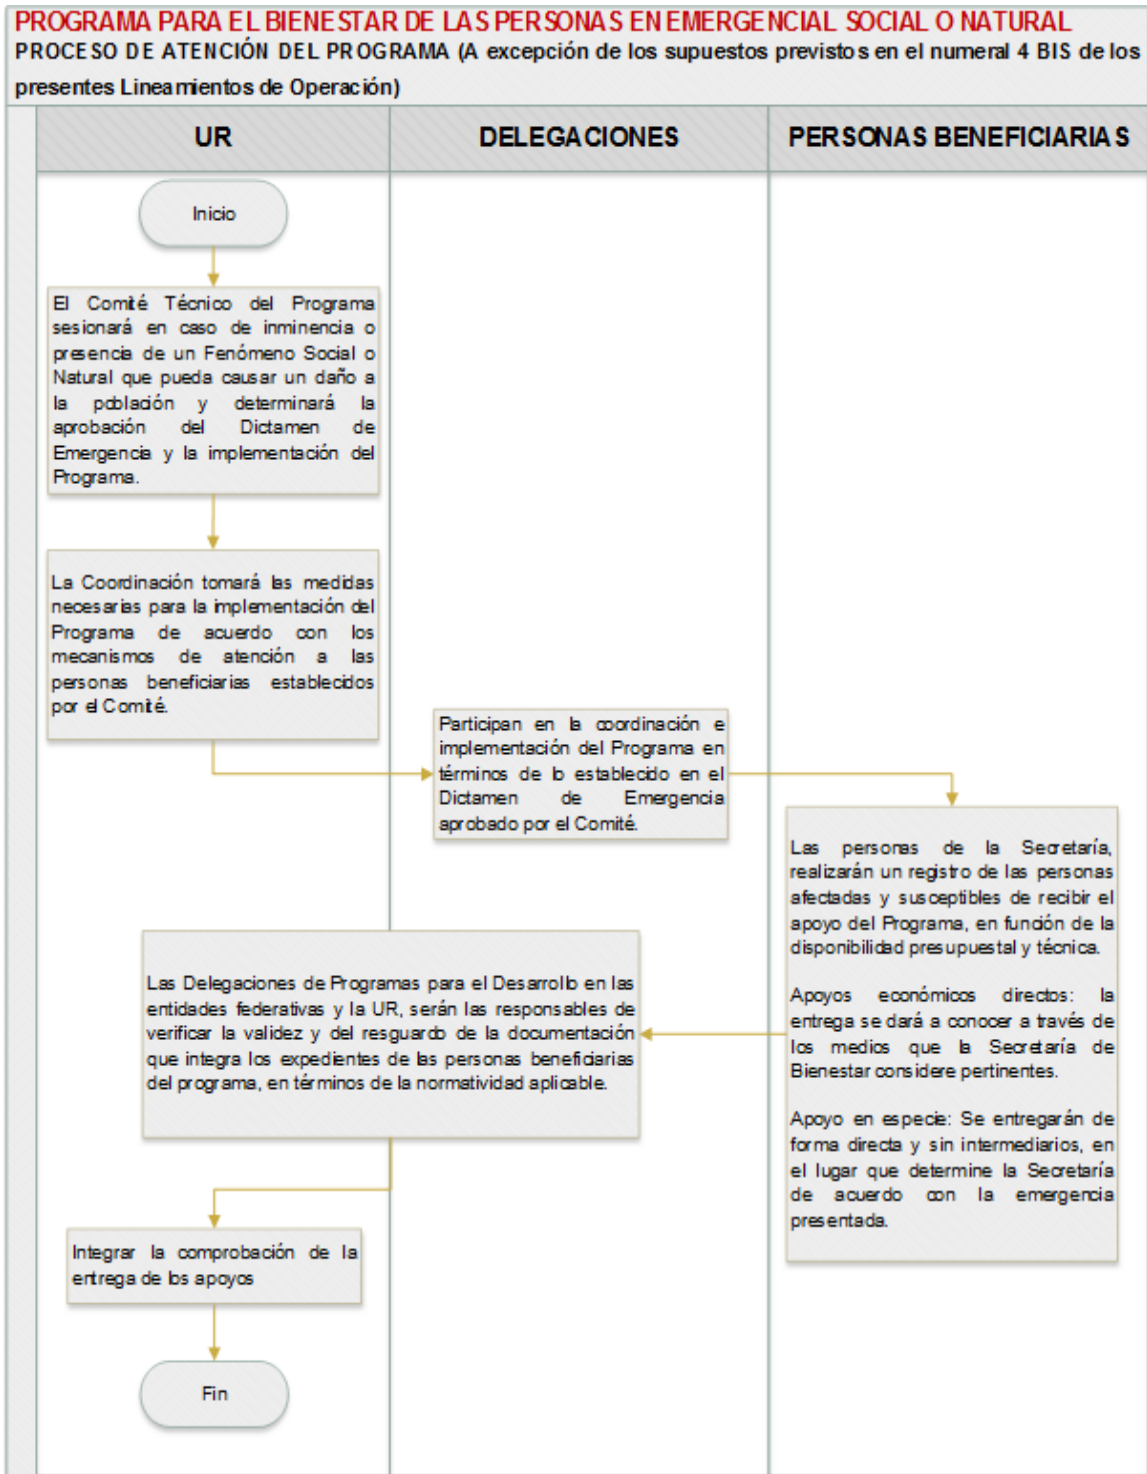 PROGRAMA PARA EL BIENESTAR DE LAS PERSONAS EN EMERGENCIAL SOCIAL O NATURAL
PROCESO DE ATENCIÓN DEL PROGRAMA (A excepción de los supuestos previstos en el numeral 4 BIS de los
presentes Lineamientos de Operación)
UR
DELEGACIONES
PERSONAS BENEFICIARIAS
Inicio
El Comité Técnico del Programa
sesionará en caso de inminencia o
presencia de un Fenómeno Social o
Natural que pueda causar un daño a
la población y determinará la
aprobación del Dictamen de
Emergencia y la implementación del
Programa.
La Coordinación tomará las medidas
necesarias para la implementación del
Programa de acuerdo con los
mecanismos de atención a las
personas beneficiarias establecidos
por el Comité.
Participan en la coordinación e
implementación del Programa en
términos de lo establecido en el
Dictamen de Emergencia
aprobado por el Comité.
Las personas de la Secretaría,
realizarán un registro de las personas
afectadas y susceptibles de recibir el
apoyo del Programa, en función de la
disponibilidad presupuestal y técnica.
Apoyos económicos directos: la
entrega se dará a conocer a través de
los medios que la Secretaría de
Bienestar considere pertinentes.
Apoyo en especie: Se entregarán de
forma directa y sin intermediarios, en
el lugar que determine la Secretaría
de acuerdo con la emergencia
presentada.
Las Delegaciones de Programas para el Desarrollo en las
entidades federativas y la UR, serán las responsables de
verificar la validez y del resguardo de la documentación
que integra los expedientes de las personas beneficiarias
del programa, en términos de la normatividad aplicable.
Integrar la comprobación de la
entrega de los apoyos
Fin